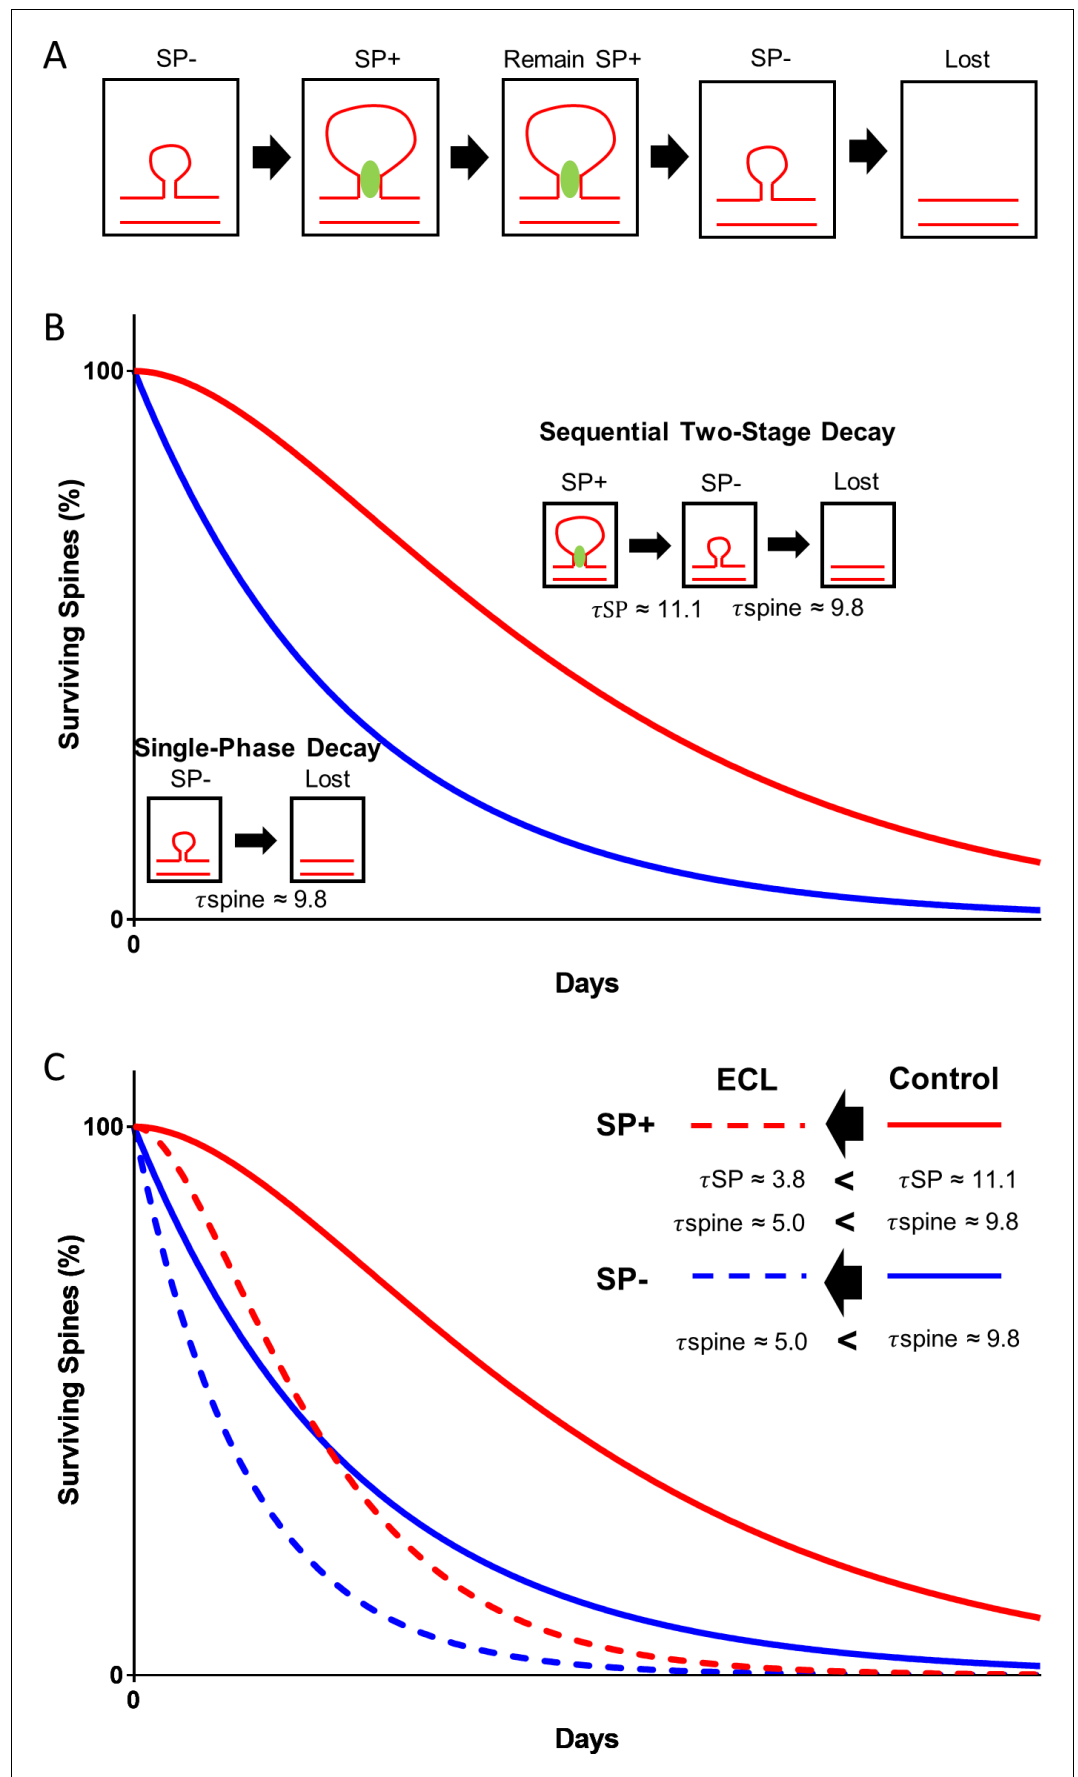 A
SP- SP+ Remain SP+ SP- Lost
B
100
Sequential Two-Stage Decay
SP+ SP- Lost
τSP ≈ 11.1 τspine ≈ 9.8
Surviving Spines (%)
Single-Phase Decay
SP- Lost
τspine ≈ 9.8
0
0
Days
C
ECL Control
100
SP+
τSP ≈ 3.8 < τSP ≈ 11.1
τspine ≈ 5.0 < τspine ≈ 9.8
SP-
τspine ≈ 5.0 < τspine ≈ 9.8
Surviving Spines (%)
0
0
Days